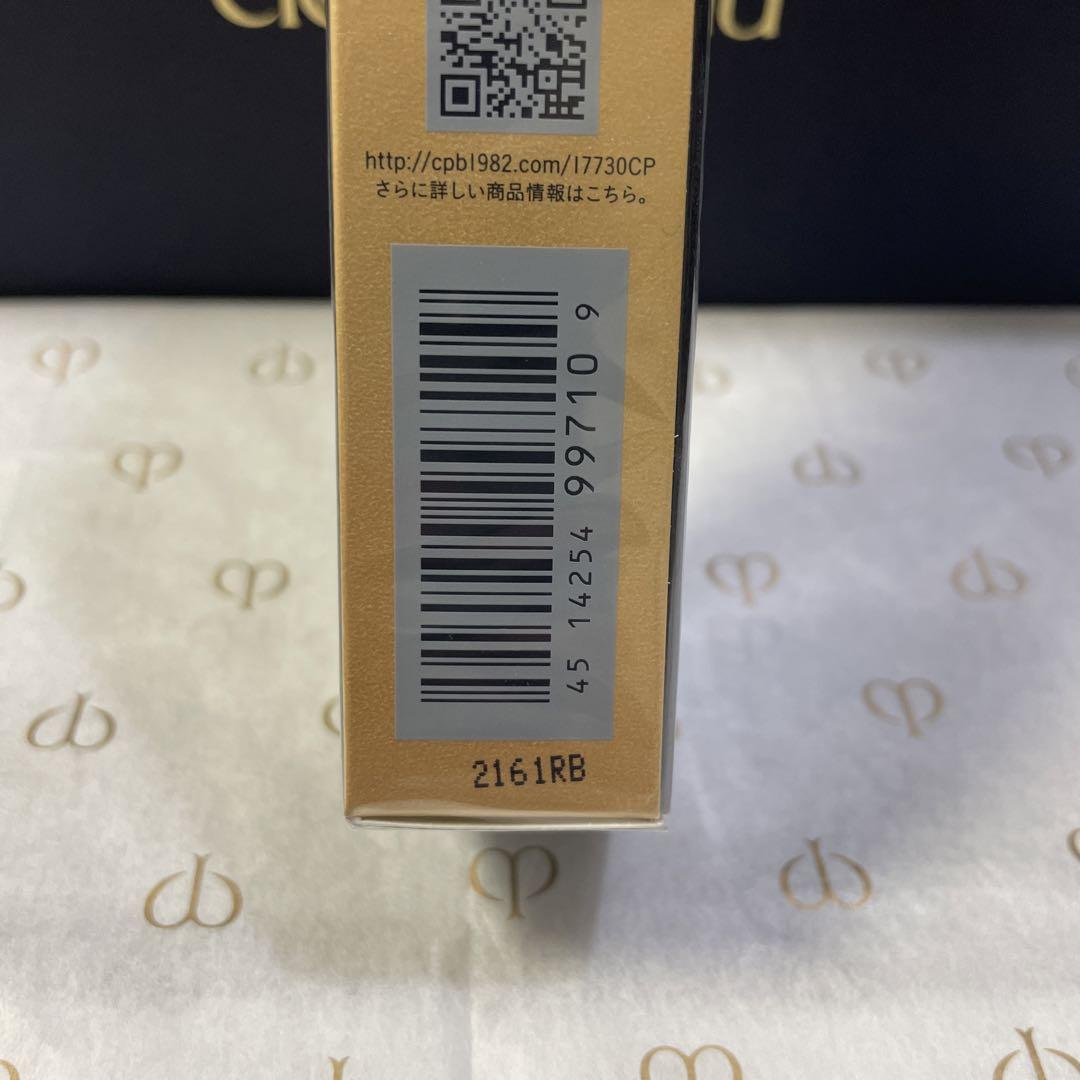 http://cpb1982.com/17730CP
さらに詳しい商品情報はこちら。
45 14254 99710 9
2161RB